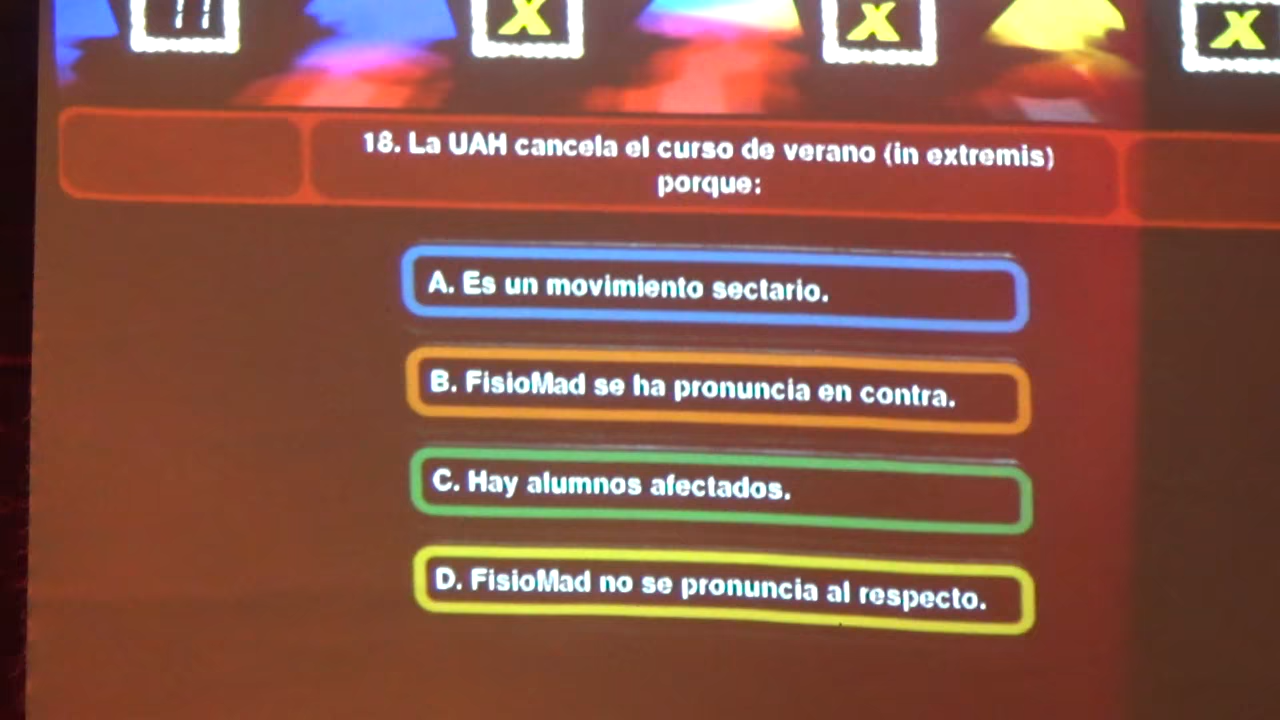 11
X
X
X
18. La UAH cancela el curso de verano (in extremis)
porque:
A. Es un movimiento sectario.
B. FisioMad se ha pronuncia en contra.
C. Hay alumnos afectados.
D. FisioMad no se pronuncia al respecto.